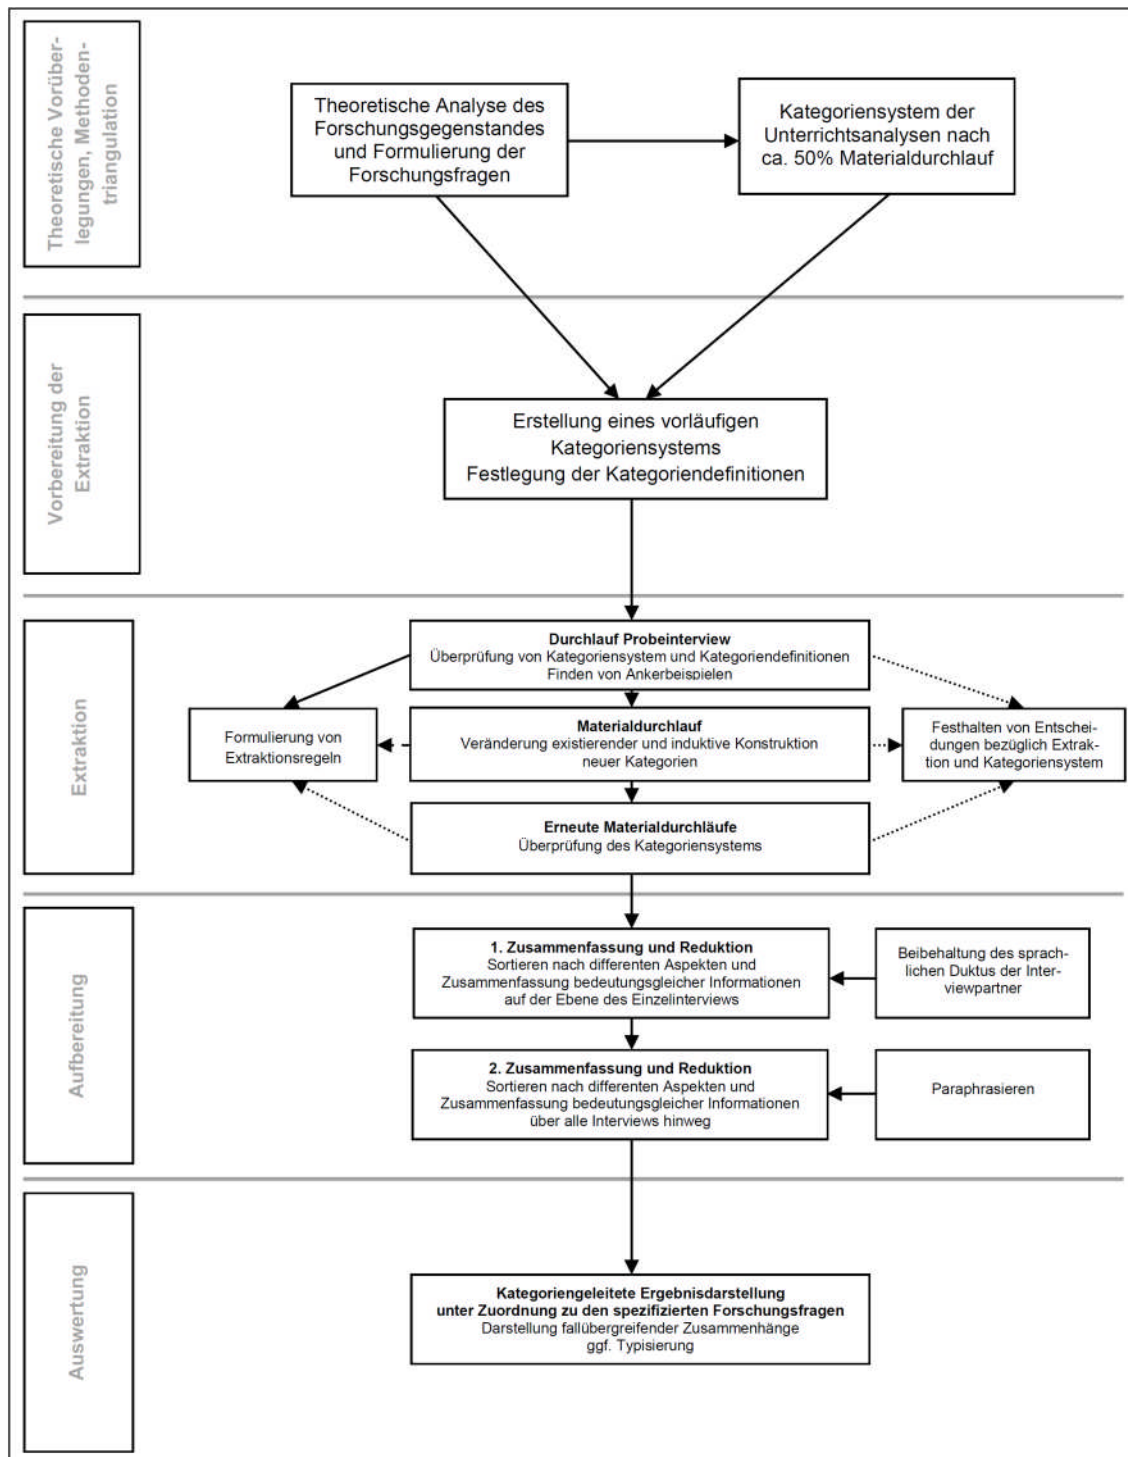 Theoretische Vorüber-
legungen, Methoden-
triangulation
Theoretische Analyse des
Forschungsgegenstandes
und Formulierung der
Forschungsfragen
Kategoriensystem der
Unterrichtsanalysen nach
ca. 50% Materialdurchlauf
Vorbereitung der
Extraktion
Erstellung eines vorläufigen
Kategoriensystems
Festlegung der Kategoriendefinitionen
Extraktion
Durchlauf Probeinterview
Überprüfung von Kategoriensystem und Kategoriendefinitionen
Finden von Ankerbeispielen
Formulierung von
Extraktionsregeln
Materialdurchlauf
Veränderung existierender und induktive Konstruktion
neuer Kategorien
Festhalten von Entschei-
dungen bezüglich Extrak-
tion und Kategoriensystem
Erneute Materialdurchläufe
Überprüfung des Kategoriensystems
Aufbereitung
1. Zusammenfassung und Reduktion
Sortieren nach differenten Aspekten und
Zusammenfassung bedeutungsgleicher Informationen
auf der Ebene des Einzelinterviews
Beibehaltung des sprach-
lichen Duktus der Inter-
viewpartner
2. Zusammenfassung und Reduktion
Sortieren nach differenten Aspekten und
Zusammenfassung bedeutungsgleicher Informationen
über alle Interviews hinweg
Paraphrasieren
Auswertung
Kategoriengeleitete Ergebnisdarstellung
unter Zuordnung zu den spezifizierten Forschungsfragen
Darstellung fallübergreifender Zusammenhänge
ggf. Typisierung